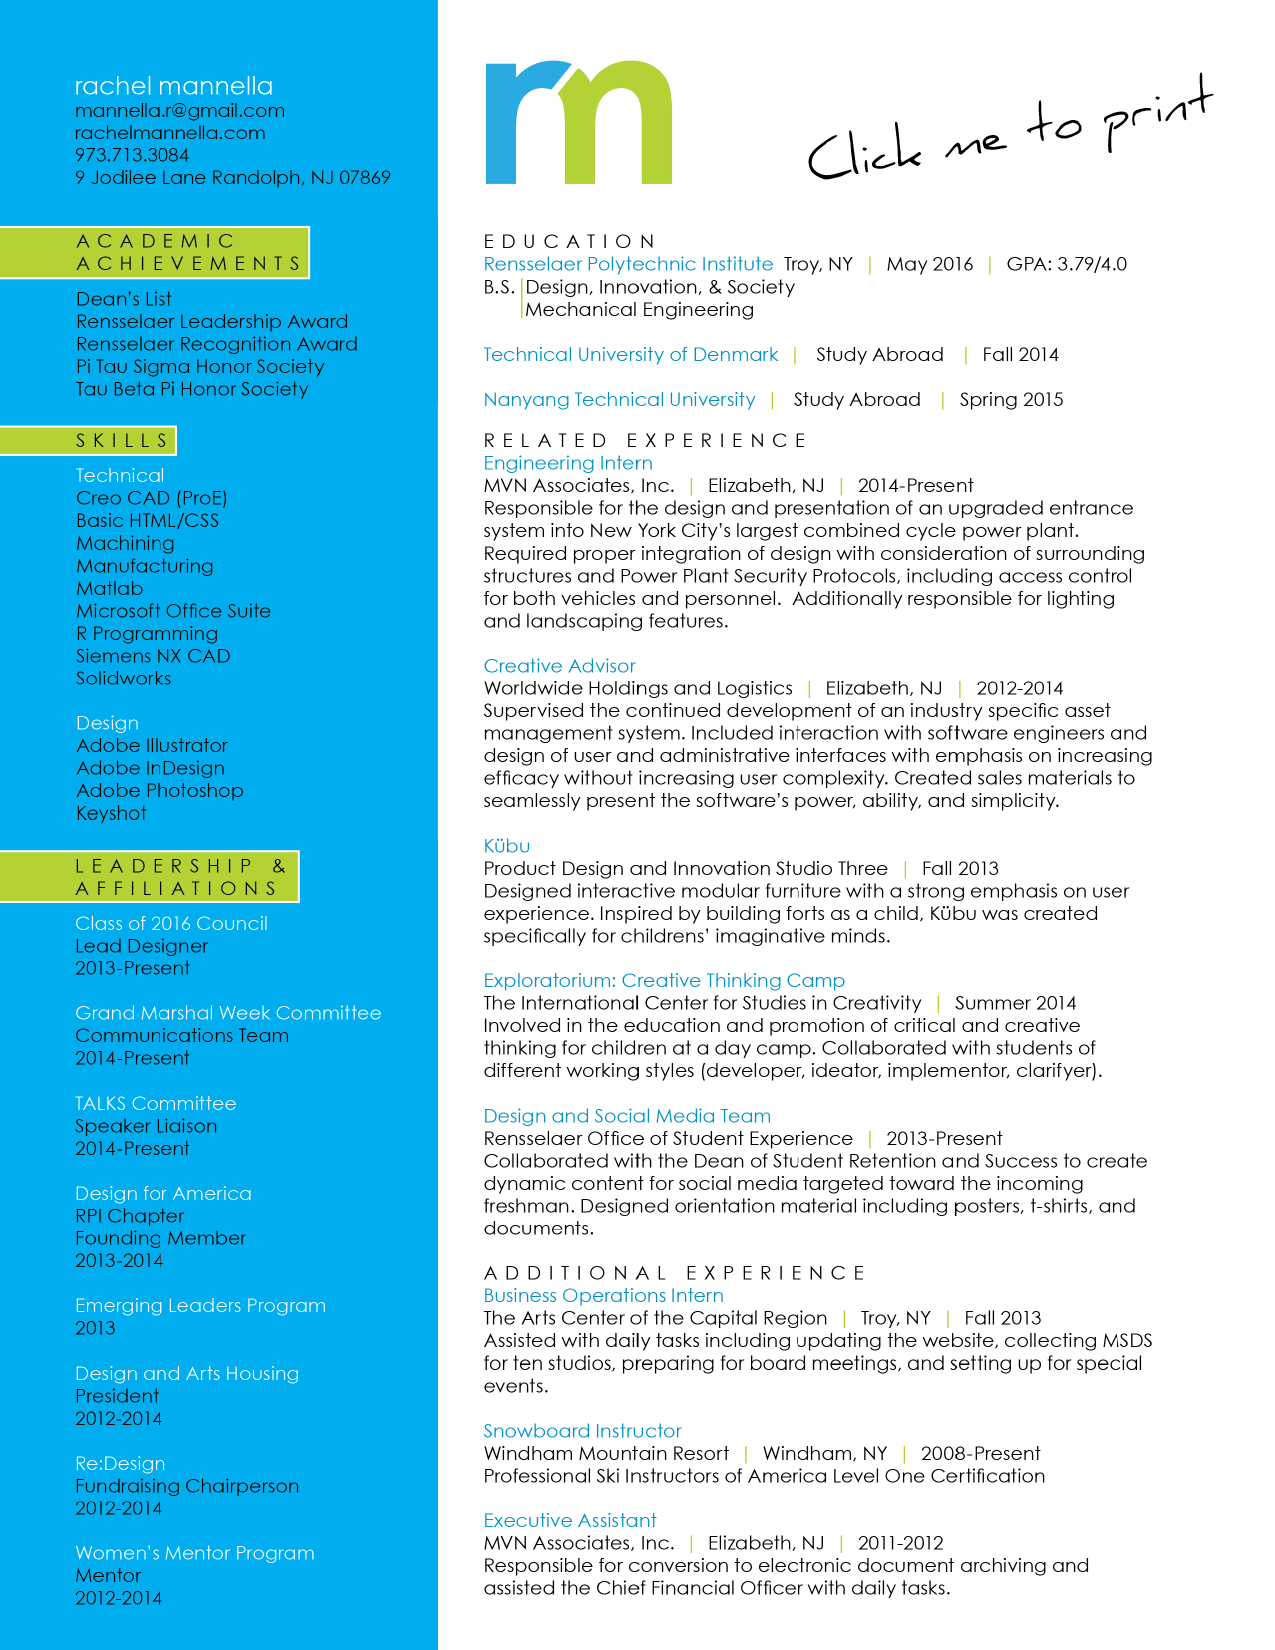 rachel mannella
mannella.r@gmail.com
rachelmannella.com
973.713.3084
9 Jodilee Lane Randolph, NJ 07869
ACADEMIC
ACHIEVEMENTS
Dean's List
Rensselaer Leadership Award
Rensselaer Recognition Award
Pi Tau Sigma Honor Society
Tau Beta Pi Honor Society
SKILLS
Technical
Creo CAD (ProE)
Basic HTML/CSS
Machining
Manufacturing
Matlab
Microsoft Office Suite
R Programming
Siemens NX CAD
Solidworks
Design
Adobe Illustrator
Adobe InDesign
Adobe Photoshop
Keyshot
LEADERSHIP &
AFFILIATIONS
Class of 2016 Council
Lead Designer
2013-Present
Grand Marshal Week Committee
Communications Team
2014-Present
TALKS Committee
Speaker Liaison
2014-Present
Design for America
RPI Chapter
Founding Member
2013-2014
Emerging Leaders Program
2013
Design and Arts Housing
President
2012-2014
Re:Design
Fundraising Chairperson
2012-2014
Women's Mentor Program
Mentor
2012-2014
rm
Click me to print
EDUCATION
Rensselaer Polytechnic Institute Troy, NY | May 2016 | GPA: 3.79/4.0
B.S. | Design, Innovation, & Society
Mechanical Engineering
Technical University of Denmark | Study Abroad | Fall 2014
Nanyang Technical University | Study Abroad | Spring 2015
RELATED EXPERIENCE
Engineering Intern
MVN Associates, Inc. | Elizabeth, NJ | 2014-Present
Responsible for the design and presentation of an upgraded entrance
system into New York City's largest combined cycle power plant.
Required proper integration of design with consideration of surrounding
structures and Power Plant Security Protocols, including access control
for both vehicles and personnel. Additionally responsible for lighting
and landscaping features.
Creative Advisor
Worldwide Holdings and Logistics | Elizabeth, NJ | 2012-2014
Supervised the continued development of an industry specific asset
management system. Included interaction with software engineers and
design of user and administrative interfaces with emphasis on increasing
efficacy without increasing user complexity. Created sales materials to
seamlessly present the software's power, ability, and simplicity.
Kübu
Product Design and Innovation Studio Three | Fall 2013
Designed interactive modular furniture with a strong emphasis on user
experience. Inspired by building forts as a child, Kübu was created
specifically for childrens' imaginative minds.
Exploratorium: Creative Thinking Camp
The International Center for Studies in Creativity | Summer 2014
Involved in the education and promotion of critical and creative
thinking for children at a day camp. Collaborated with students of
different working styles (developer, ideator, implementor, clarifyer).
Design and Social Media Team
Rensselaer Office of Student Experience | 2013-Present
Collaborated with the Dean of Student Retention and Success to create
dynamic content for social media targeted toward the incoming
freshman. Designed orientation material including posters, t-shirts, and
documents.
ADDITIONAL EXPERIENCE
Business Operations Intern
The Arts Center of the Capital Region | Troy, NY | Fall 2013
Assisted with daily tasks including updating the website, collecting MSDS
for ten studios, preparing for board meetings, and setting up for special
events.
Snowboard Instructor
Windham Mountain Resort | Windham, NY | 2008-Present
Professional Ski Instructors of America Level One Certification
Executive Assistant
MVN Associates, Inc. | Elizabeth, NJ | 2011-2012
Responsible for conversion to electronic document archiving and
assisted the Chief Financial Officer with daily tasks.